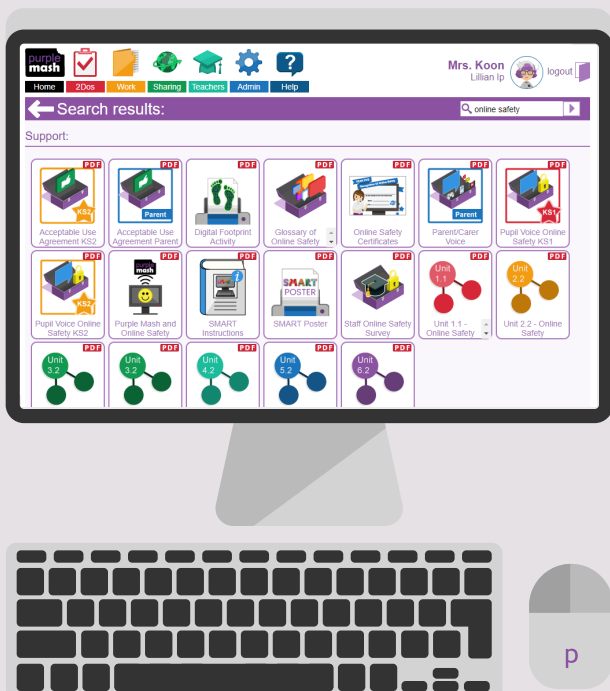 purple
mash
Home 2Dos Work Sharing Teachers Admin Help
Mrs. Koon
Lillian Ip
logout
Search results:
online safety
Support:
PDF PDF PDF PDF PDF PDF PDF
KS2 Parent Parent KS1
Acceptable Use Agreement KS2
Acceptable Use Agreement Parent
Digital Footprint Activity
Glossary of Online Safety
Online Safety Certificates
Parent/Carer Voice
Pupil Voice Online Safety KS1
PDF PDF PDF PDF PDF PDF PDF
KS2
purple
mash
SMART
POSTER
Unit
1.1
Unit
2.2
Pupil Voice Online Safety KS2
Purple Mash and Online Safety
SMART Instructions
SMART Poster
Staff Online Safety Survey
Unit 1.1 - Online Safety
Unit 2.2 - Online Safety
PDF PDF PDF PDF PDF
Unit
3.2
Unit
3.2
Unit
4.2
Unit
5.2
Unit
6.2
p